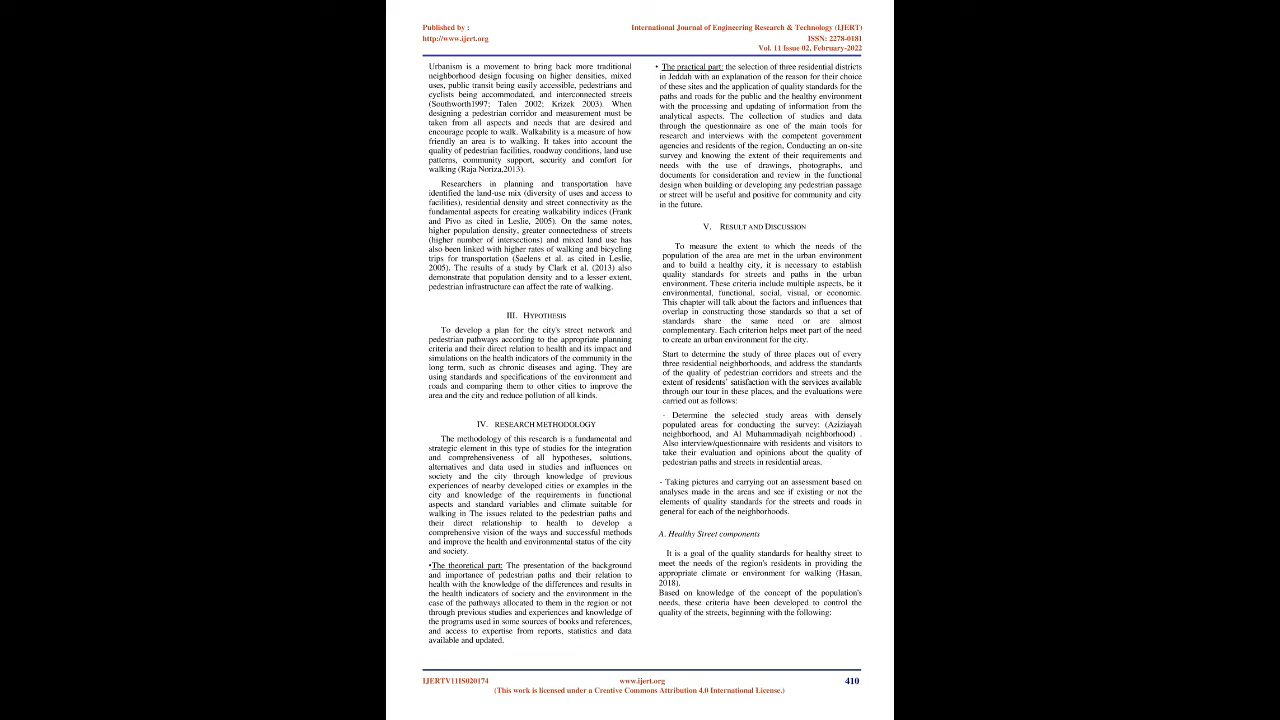 Published by :
http://www.ijert.org
International Journal of Engineering Research & Technology (IJERT)
ISSN: 2278-0181
Vol. 11 Issue 02, February-2022
Urbanism is a movement to bring back more traditional
neighborhood design focusing on higher densities, mixed
uses, public transit being easily accessible, pedestrians and
cyclists being accommodated, and interconnected streets
(Southworth1997; Talen 2002; Krizek 2003). When
designing a pedestrian corridor and measurement must be
taken from all aspects and needs that are desired and
encourage people to walk. Walkability is a measure of how
friendly an area is to walking. It takes into account the
quality of pedestrian facilities, roadway conditions, land use
patterns, community support, security and comfort for
walking (Raja Noriza,2013).
Researchers in planning and transportation have
identified the land-use mix (diversity of uses and access to
facilities), residential density and street connectivity as the
fundamental aspects for creating walkability indices (Frank
and Pivo as cited in Leslie, 2005). On the same notes,
higher population density, greater connectedness of streets
(higher number of intersections) and mixed land use has
also been linked with higher rates of walking and bicycling
trips for transportation (Saelens et al. as cited in Leslie,
2005). The results of a study by Clark et al. (2013) also
demonstrate that population density and to a lesser extent,
pedestrian infrastructure can affect the rate of walking.
III. HYPOTHESIS
To develop a plan for the city's street network and
pedestrian pathways according to the appropriate planning
criteria and their direct relation to health and its impact and
simulations on the health indicators of the community in the
long term, such as chronic diseases and aging. They are
using standards and specifications of the environment and
roads and comparing them to other cities to improve the
area and the city and reduce pollution of all kinds.
IV. RESEARCH METHODOLOGY
The methodology of this research is a fundamental and
strategic element in this type of studies for the integration
and comprehensiveness of all hypotheses, solutions,
alternatives and data used in studies and influences on
society and the city through knowledge of previous
experiences of nearby developed cities or examples in the
city and knowledge of the requirements in functional
aspects and standard variables and climate suitable for
walking in The issues related to the pedestrian paths and
their direct relationship to health to develop a
comprehensive vision of the ways and successful methods
and improve the health and environmental status of the city
and society.
•The theoretical part: The presentation of the background
and importance of pedestrian paths and their relation to
health with the knowledge of the differences and results in
the health indicators of society and the environment in the
case of the pathways allocated to them in the region or not
through previous studies and experiences and knowledge of
the programs used in some sources of books and references,
and access to expertise from reports, statistics and data
available and updated.
• The practical part: the selection of three residential districts
in Jeddah with an explanation of the reason for their choice
of these sites and the application of quality standards for the
paths and roads for the public and the healthy environment
with the processing and updating of information from the
analytical aspects. The collection of studies and data
through the questionnaire as one of the main tools for
research and interviews with the competent government
agencies and residents of the region, Conducting an on-site
survey and knowing the extent of their requirements and
needs with the use of drawings, photographs, and
documents for consideration and review in the functional
design when building or developing any pedestrian passage
or street will be useful and positive for community and city
in the future.
V. RESULT AND DISCUSSION
To measure the extent to which the needs of the
population of the area are met in the urban environment
and to build a healthy city, it is necessary to establish
quality standards for streets and paths in the urban
environment. These criteria include multiple aspects, be it
environmental, functional, social, visual, or economic.
This chapter will talk about the factors and influences that
overlap in constructing those standards so that a set of
standards share the same need or are almost
complementary. Each criterion helps meet part of the need
to create an urban environment for the city.
Start to determine the study of three places out of every
three residential neighborhoods, and address the standards
of the quality of pedestrian corridors and streets and the
extent of residents' satisfaction with the services available
through our tour in these places, and the evaluations were
carried out as follows:
- Determine the selected study areas with densely
populated areas for conducting the survey: (Aziziayah
neighborhood, and Al Muhammadiyah neighborhood) .
Also interview/questionnaire with residents and visitors to
take their evaluation and opinions about the quality of
pedestrian paths and streets in residential areas.
- Taking pictures and carrying out an assessment based on
analyses made in the areas and see if existing or not the
elements of quality standards for the streets and roads in
general for each of the neighborhoods.
A. Healthy Street components
It is a goal of the quality standards for healthy street to
meet the needs of the region's residents in providing the
appropriate climate or environment for walking (Hasan,
2018).
Based on knowledge of the concept of the population's
needs, these criteria have been developed to control the
quality of the streets, beginning with the following:
IJERTV11IS020174
www.ijert.org
410
(This work is licensed under a Creative Commons Attribution 4.0 International License.)